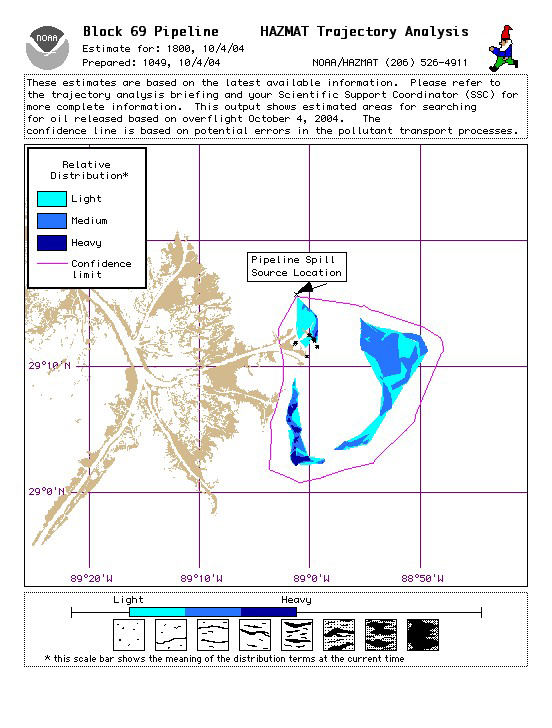 NOAA
Block 69 Pipeline HAZMAT Trajectory Analysis
Estimate for: 1800, 10/4/04
Prepared: 1049, 10/4/04 NOAA/HAZMAT (206) 526-4911
These estimates are based on the latest available information. Please refer to
the trajectory analysis briefing and your Scientific Support Coordinator (SSC) for
more complete information. This output shows estimated areas for searching
for oil released based on overflight October 4, 2004. The
confidence line is based on potential errors in the pollutant transport processes.
Relative
Distribution*
Light
Medium
Heavy
Confidence
limit
Pipeline Spill
Source Location
29°10'N
29°0'N
89°20'W 89°10'W 89°0'W 88°50'W
Light Heavy
* this scale bar shows the meaning of the distribution terms at the current time